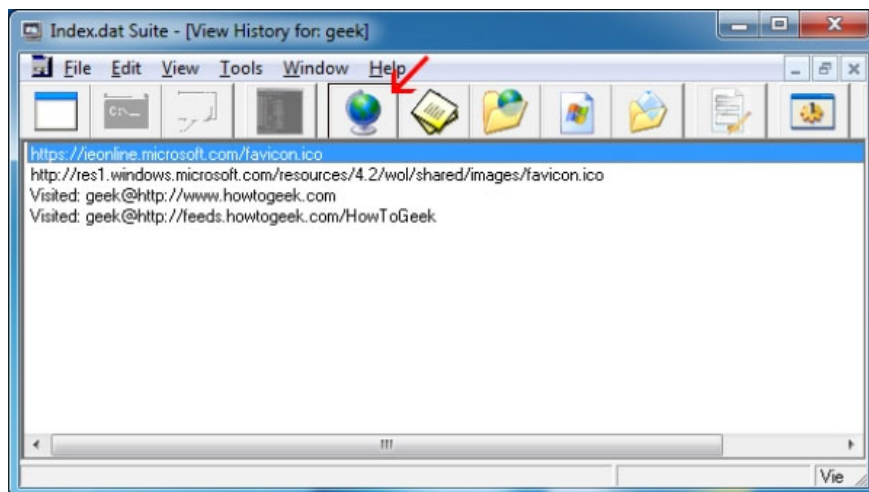 Index.dat Suite - [View History for: geek]
File Edit View Tools Window Help
C:\_
https://ieonline.microsoft.com/favicon.ico
http://res1.windows.microsoft.com/resources/4.2/wol/shared/images/favicon.ico
Visited: geek@http://www.howtogeek.com
Visited: geek@http://feeds.howtogeek.com/HowToGeek
Vie